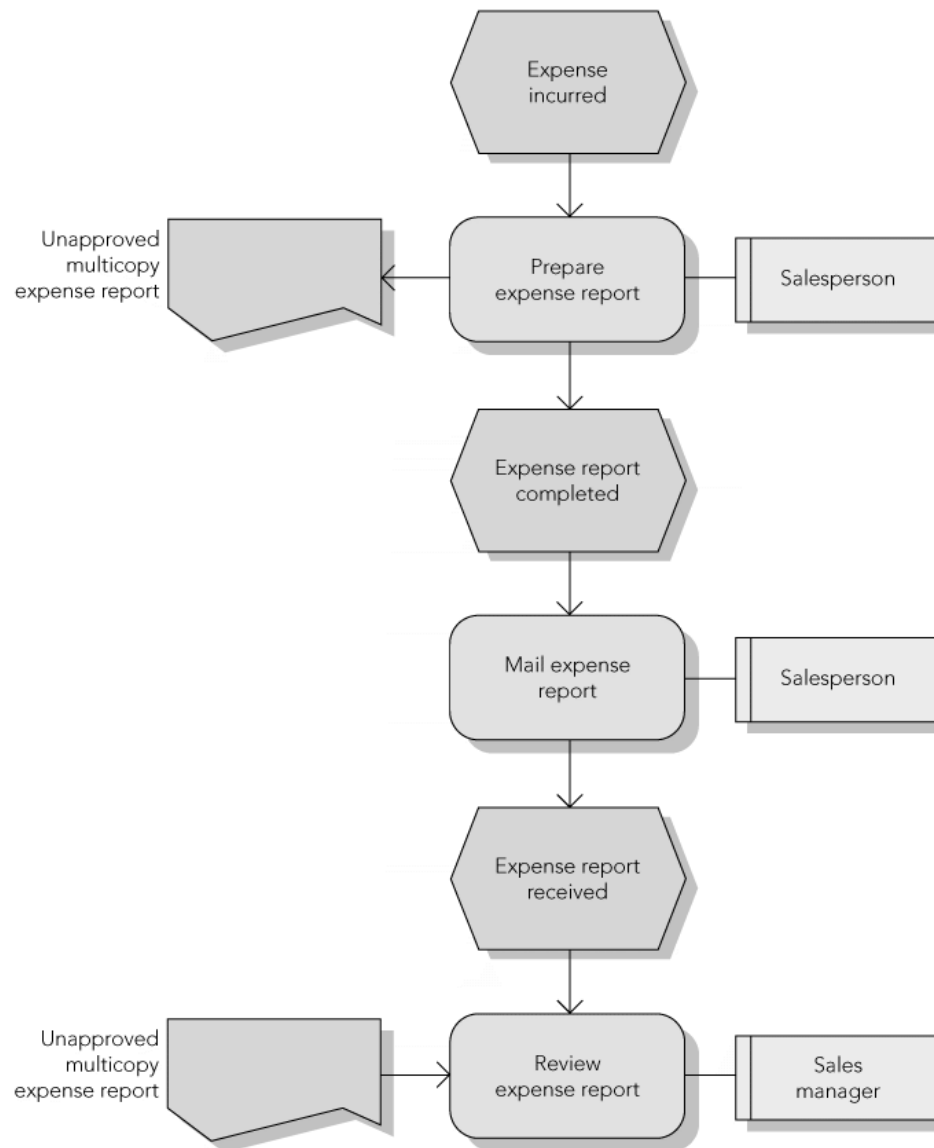 Expense
incurred
Unapproved
multicopy
expense report
Prepare
expense report
Salesperson
Expense report
completed
Mail expense
report
Salesperson
Expense report
received
Unapproved
multicopy
expense report
Review
expense report
Sales
manager